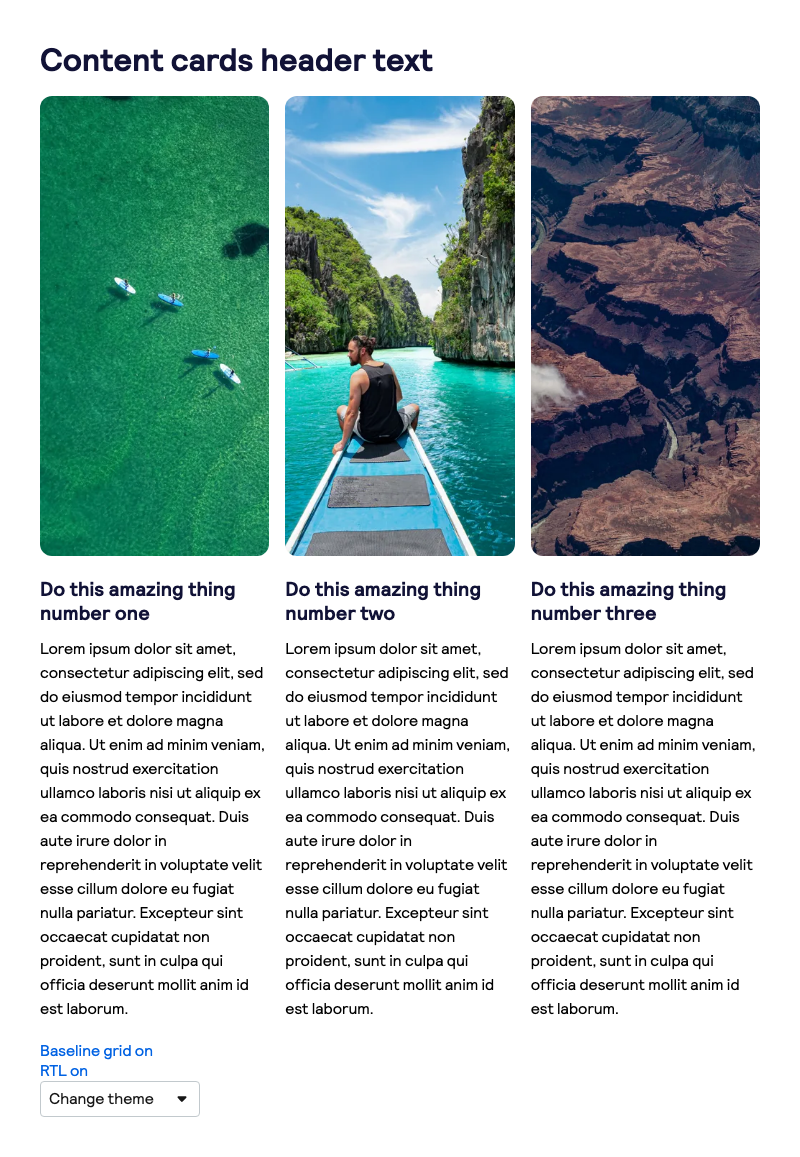 Content cards header text
Do this amazing thing
number one
Lorem ipsum dolor sit amet,
consectetur adipiscing elit, sed
do eiusmod tempor incididunt
ut labore et dolore magna
aliqua. Ut enim ad minim veniam,
quis nostrud exercitation
ullamco laboris nisi ut aliquip ex
ea commodo consequat. Duis
aute irure dolor in
reprehenderit in voluptate velit
esse cillum dolore eu fugiat
nulla pariatur. Excepteur sint
occaecat cupidatat non
proident, sunt in culpa qui
officia deserunt mollit anim id
est laborum.
Do this amazing thing
number two
Lorem ipsum dolor sit amet,
consectetur adipiscing elit, sed
do eiusmod tempor incididunt
ut labore et dolore magna
aliqua. Ut enim ad minim veniam,
quis nostrud exercitation
ullamco laboris nisi ut aliquip ex
ea commodo consequat. Duis
aute irure dolor in
reprehenderit in voluptate velit
esse cillum dolore eu fugiat
nulla pariatur. Excepteur sint
occaecat cupidatat non
proident, sunt in culpa qui
officia deserunt mollit anim id
est laborum.
Do this amazing thing
number three
Lorem ipsum dolor sit amet,
consectetur adipiscing elit, sed
do eiusmod tempor incididunt
ut labore et dolore magna
aliqua. Ut enim ad minim veniam,
quis nostrud exercitation
ullamco laboris nisi ut aliquip ex
ea commodo consequat. Duis
aute irure dolor in
reprehenderit in voluptate velit
esse cillum dolore eu fugiat
nulla pariatur. Excepteur sint
occaecat cupidatat non
proident, sunt in culpa qui
officia deserunt mollit anim id
est laborum.
Baseline grid on
RTL on
Change theme